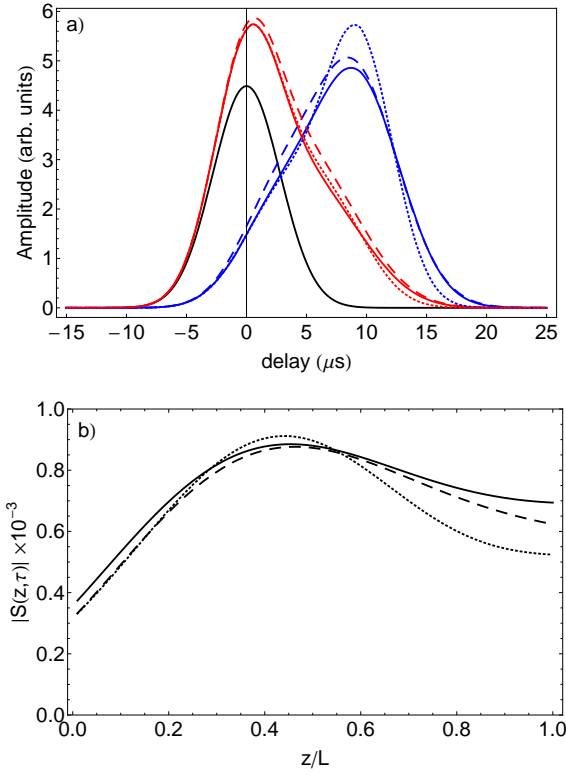 a)
Amplitude (arb. units)
6
5
4
3
2
1
0
−15 −10 −5 0 5 10 15 20 25
delay (μs)
b)
|S(z,τ)| ×10⁻³
1.0
0.8
0.6
0.4
0.2
0.0
0.0 0.2 0.4 0.6 0.8 1.0
z/L